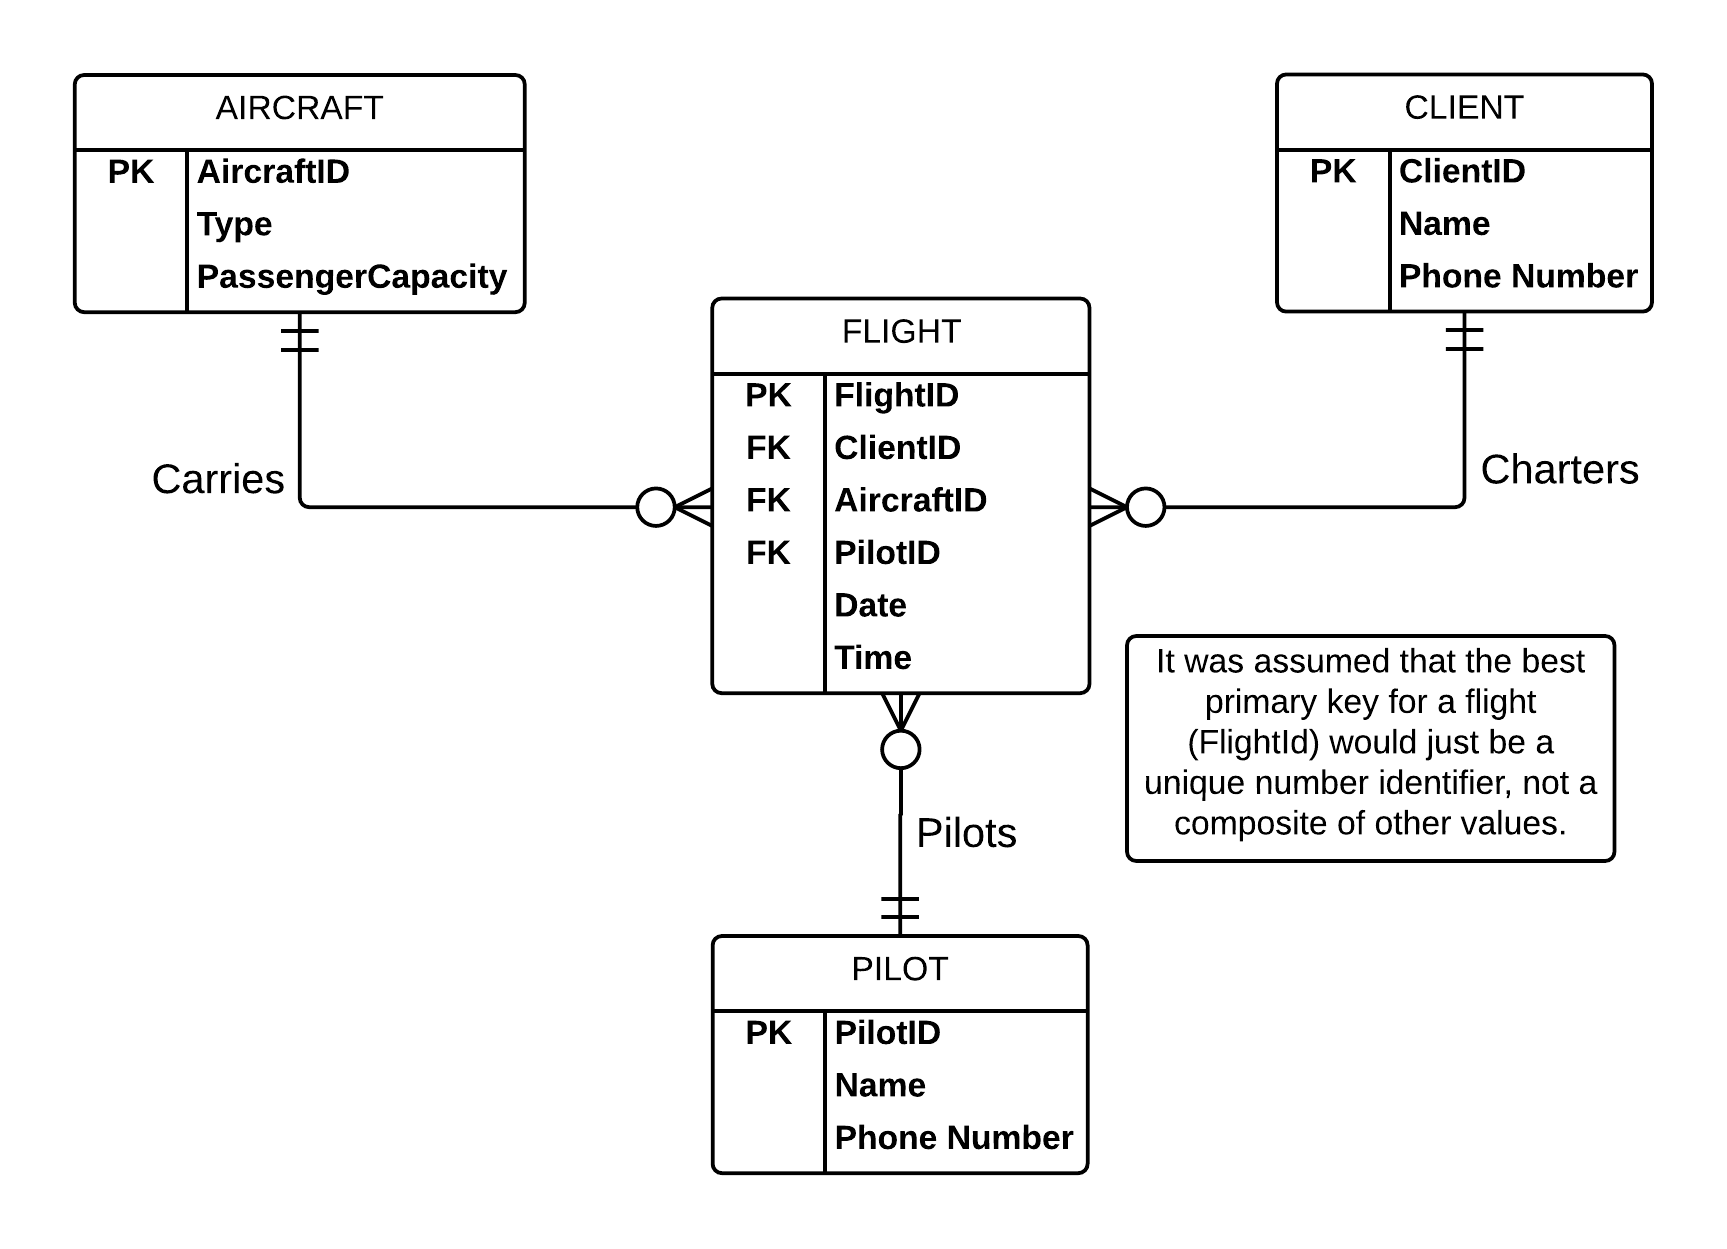 AIRCRAFT
PK AircraftID
Type
PassengerCapacity
CLIENT
PK ClientID
Name
Phone Number
FLIGHT
PK FlightID
FK ClientID
FK AircraftID
FK PilotID
Date
Time
Carries
Charters
It was assumed that the best
primary key for a flight
(FlightId) would just be a
unique number identifier, not a
composite of other values.
Pilots
PILOT
PK PilotID
Name
Phone Number